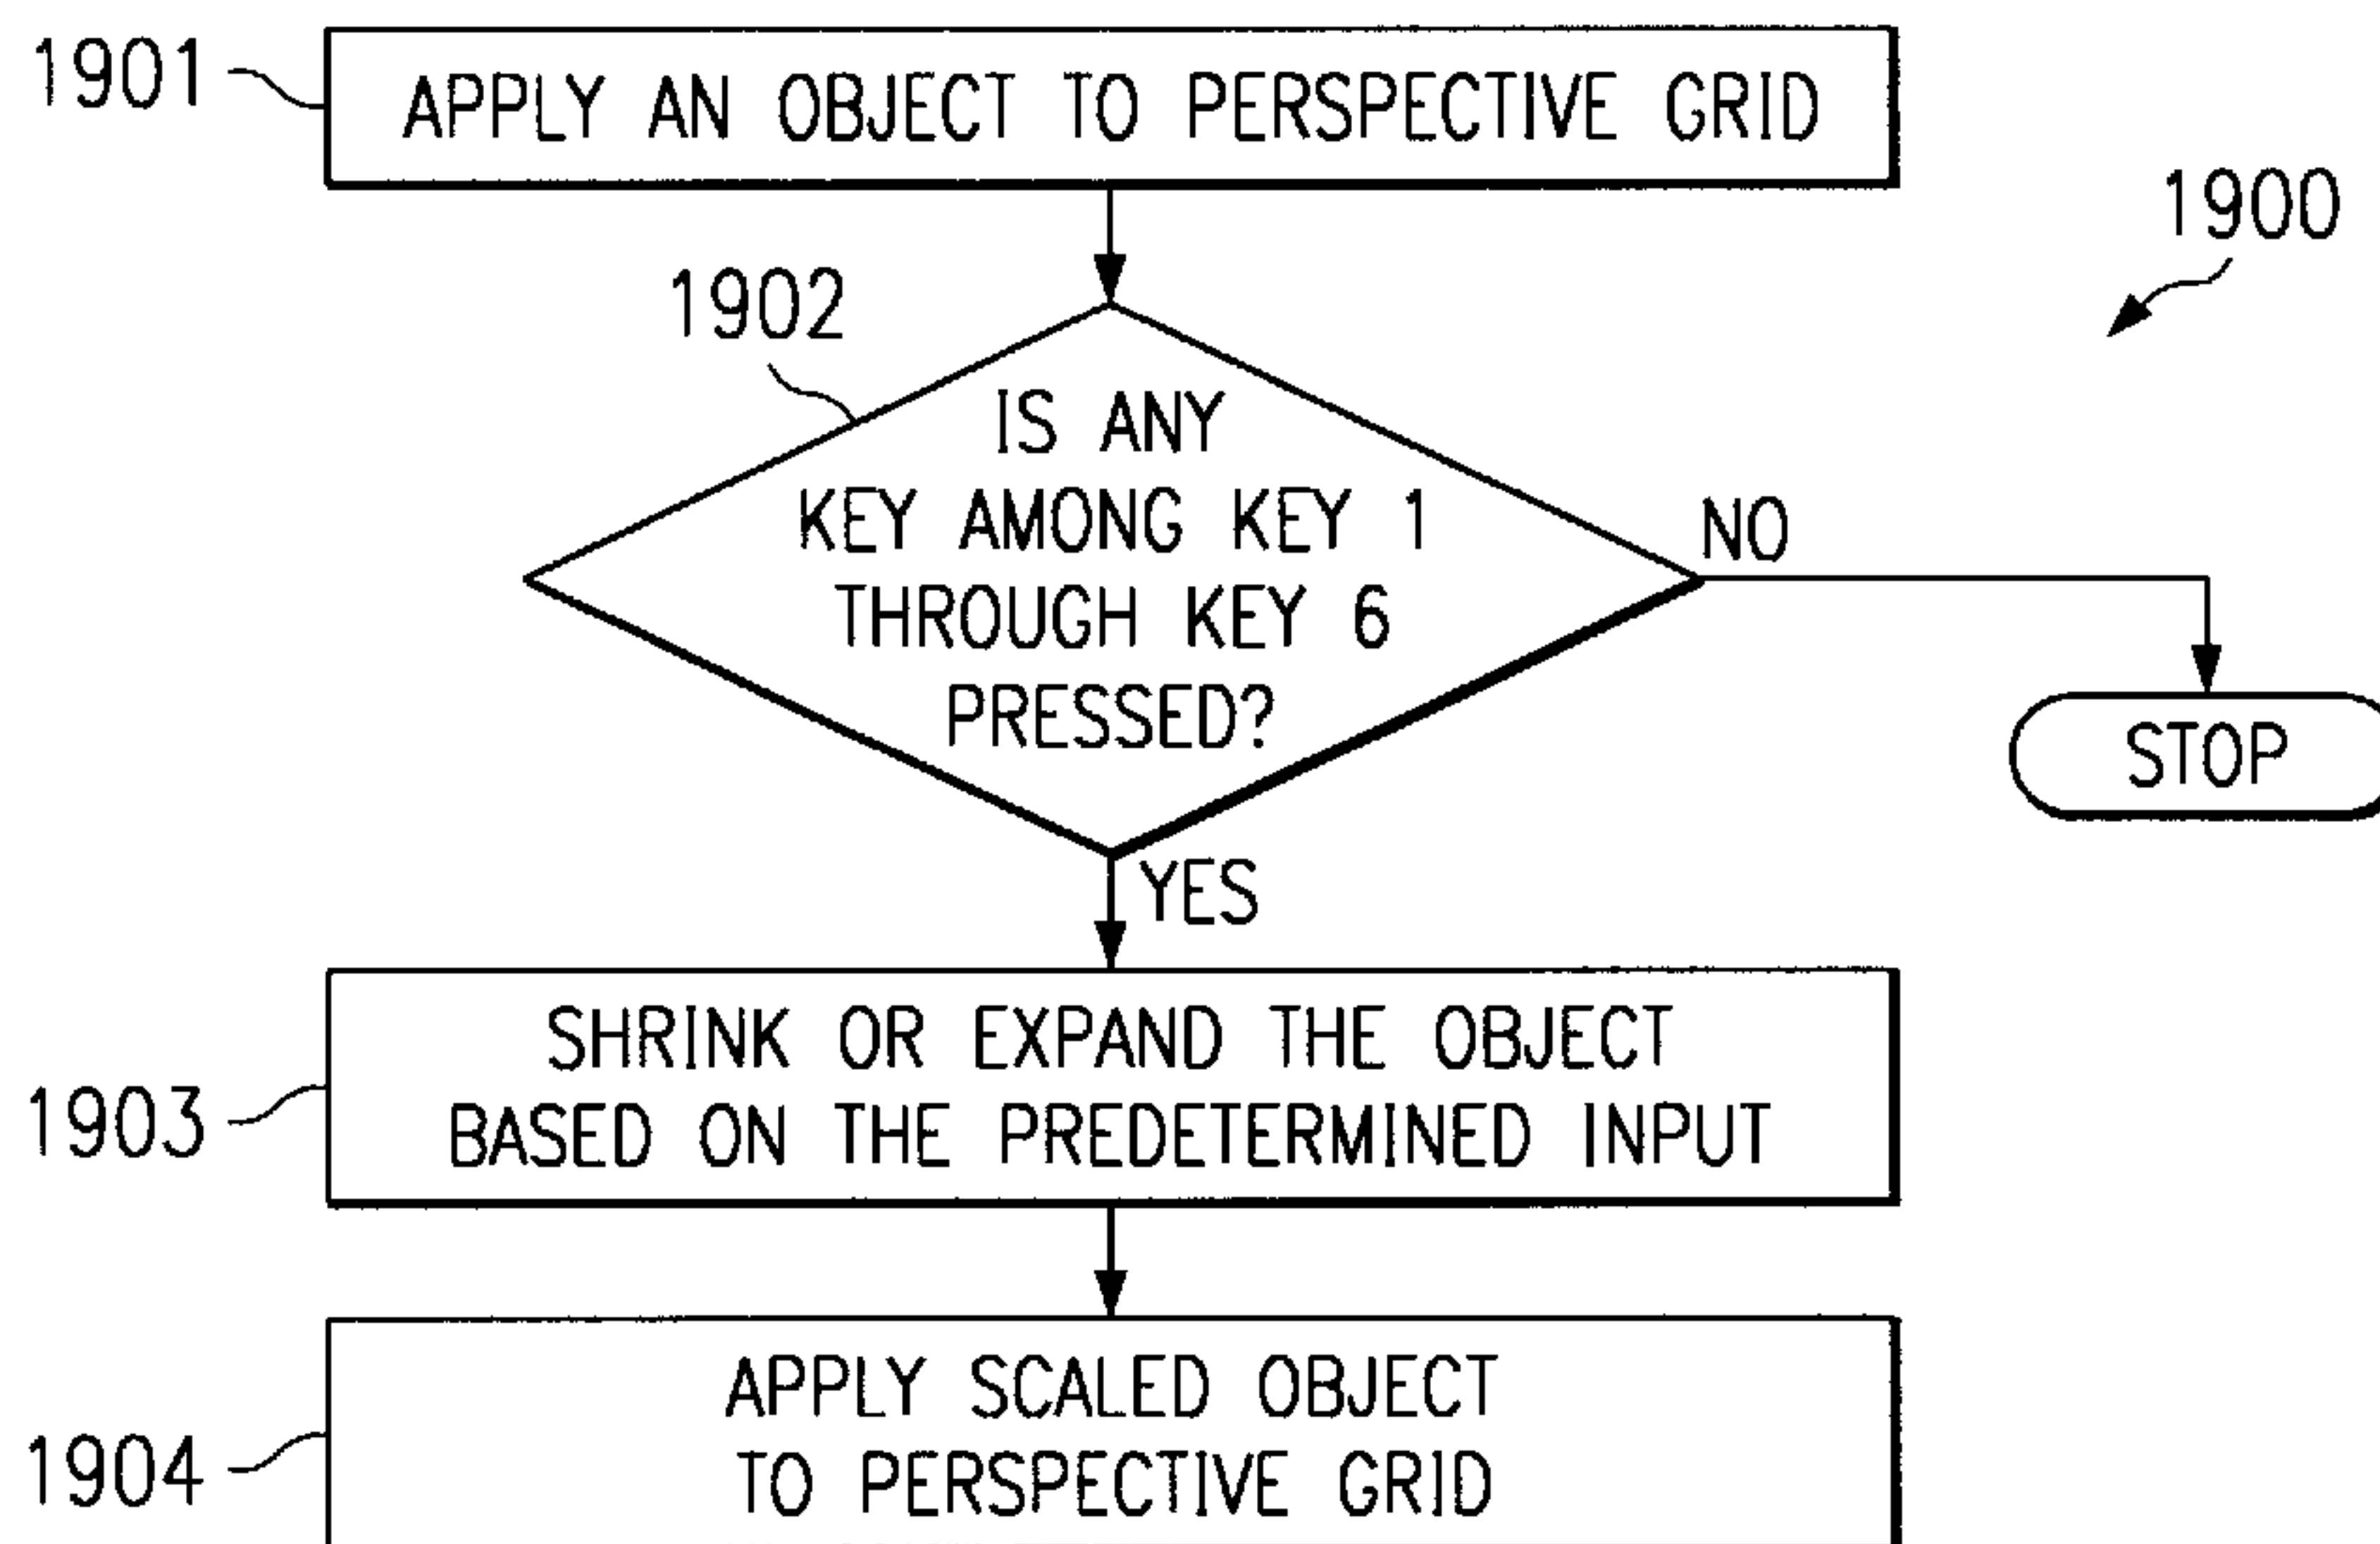 1901
APPLY AN OBJECT TO PERSPECTIVE GRID
1900
1902
IS ANY
KEY AMONG KEY 1
THROUGH KEY 6
PRESSED?
NO
STOP
YES
1903
SHRINK OR EXPAND THE OBJECT
BASED ON THE PREDETERMINED INPUT
1904
APPLY SCALED OBJECT
TO PERSPECTIVE GRID